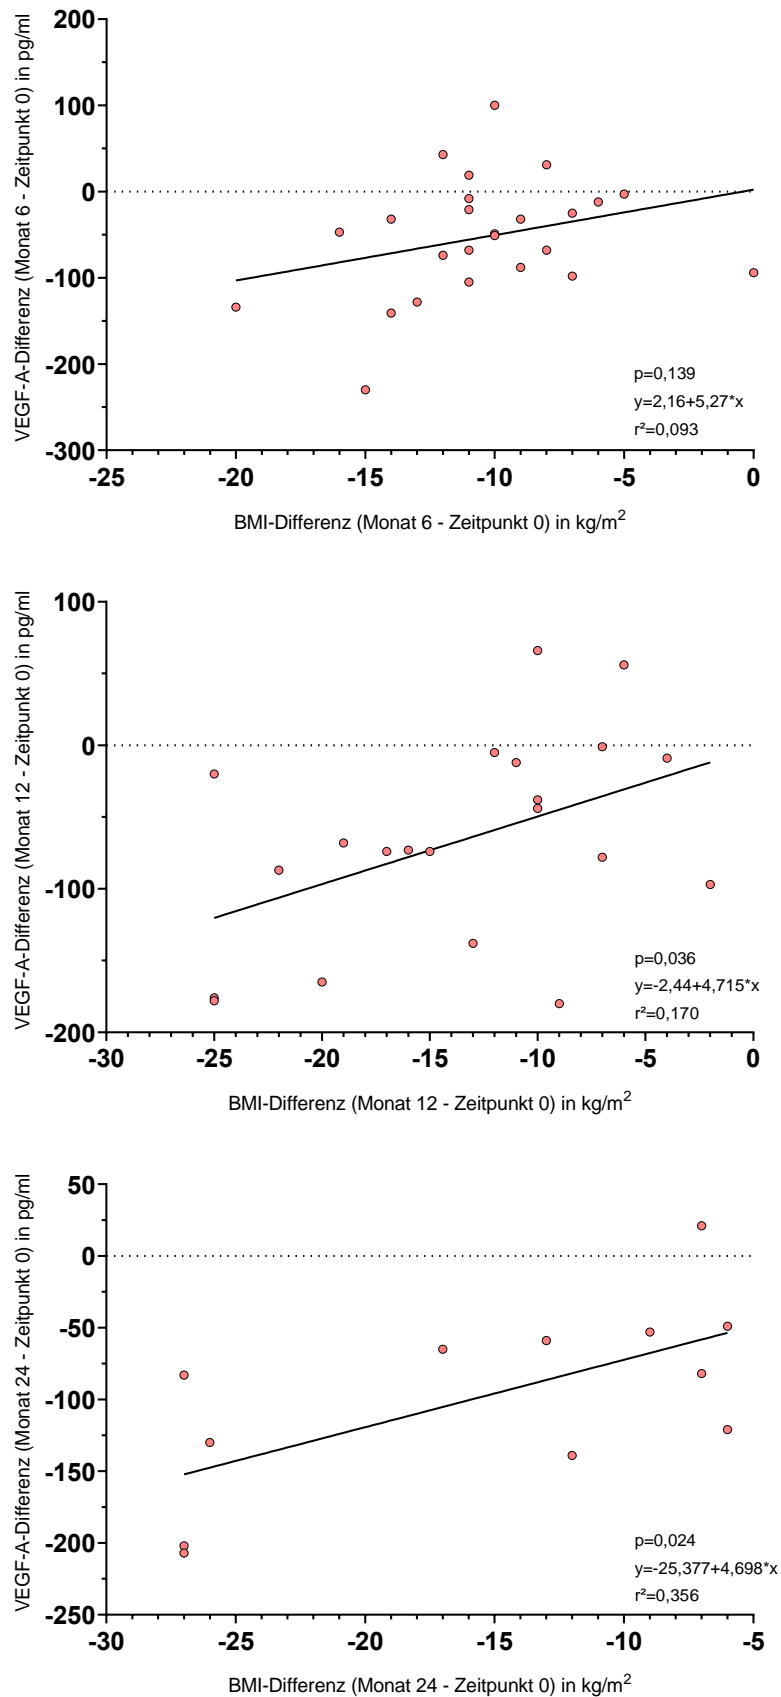 VEGF-A-Differenz (Monat 6 - Zeitpunkt 0) in pg/ml
200
100
0
-100
-200
-300
p=0,139
y=2,16+5,27*x
r²=0,093
-25 -20 -15 -10 -5 0
BMI-Differenz (Monat 6 - Zeitpunkt 0) in kg/m²
VEGF-A-Differenz (Monat 12 - Zeitpunkt 0) in pg/ml
100
0
-100
-200
p=0,036
y=-2,44+4,715*x
r²=0,170
-30 -25 -20 -15 -10 -5 0
BMI-Differenz (Monat 12 - Zeitpunkt 0) in kg/m²
VEGF-A-Differenz (Monat 24 - Zeitpunkt 0) in pg/ml
50
0
-50
-100
-150
-200
-250
p=0,024
y=-25,377+4,698*x
r²=0,356
-30 -25 -20 -15 -10 -5
BMI-Differenz (Monat 24 - Zeitpunkt 0) in kg/m²